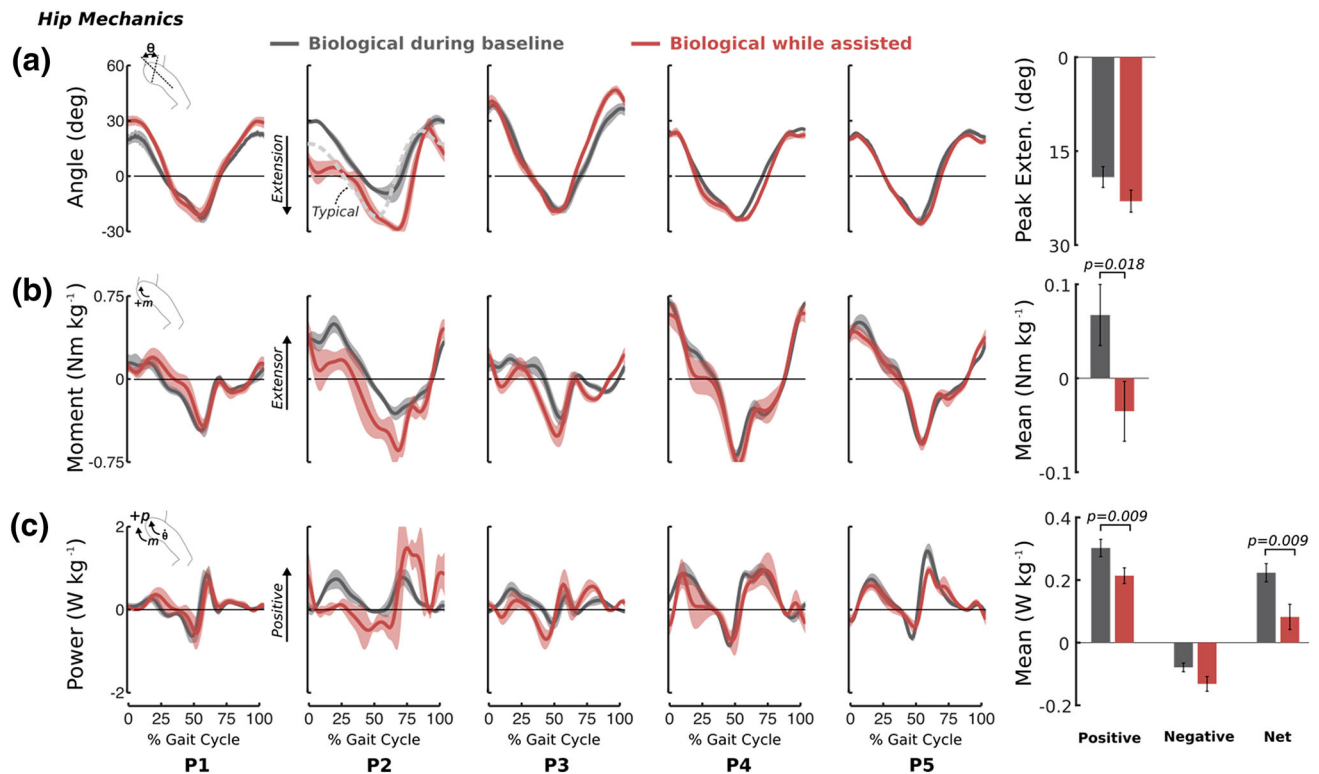 Hip Mechanics
Biological during baseline
Biological while assisted
(a)
θ
Angle (deg)
60
30
0
-30
Extension
Typical
Peak Exten. (deg)
0
15
30
(b)
+m
Moment (Nm kg⁻¹)
0.75
0
-0.75
Extensor
Mean (Nm kg⁻¹)
0.1
0
-0.1
p=0.018
(c)
+p
m
θ̇
Power (W kg⁻¹)
2
0
-2
Positive
Mean (W kg⁻¹)
0.4
0.2
0
-0.2
p=0.009
p=0.009
Positive Negative Net
0 25 50 75 100
0 25 50 75 100
0 25 50 75 100
0 25 50 75 100
0 25 50 75 100
% Gait Cycle % Gait Cycle % Gait Cycle % Gait Cycle % Gait Cycle
P1 P2 P3 P4 P5